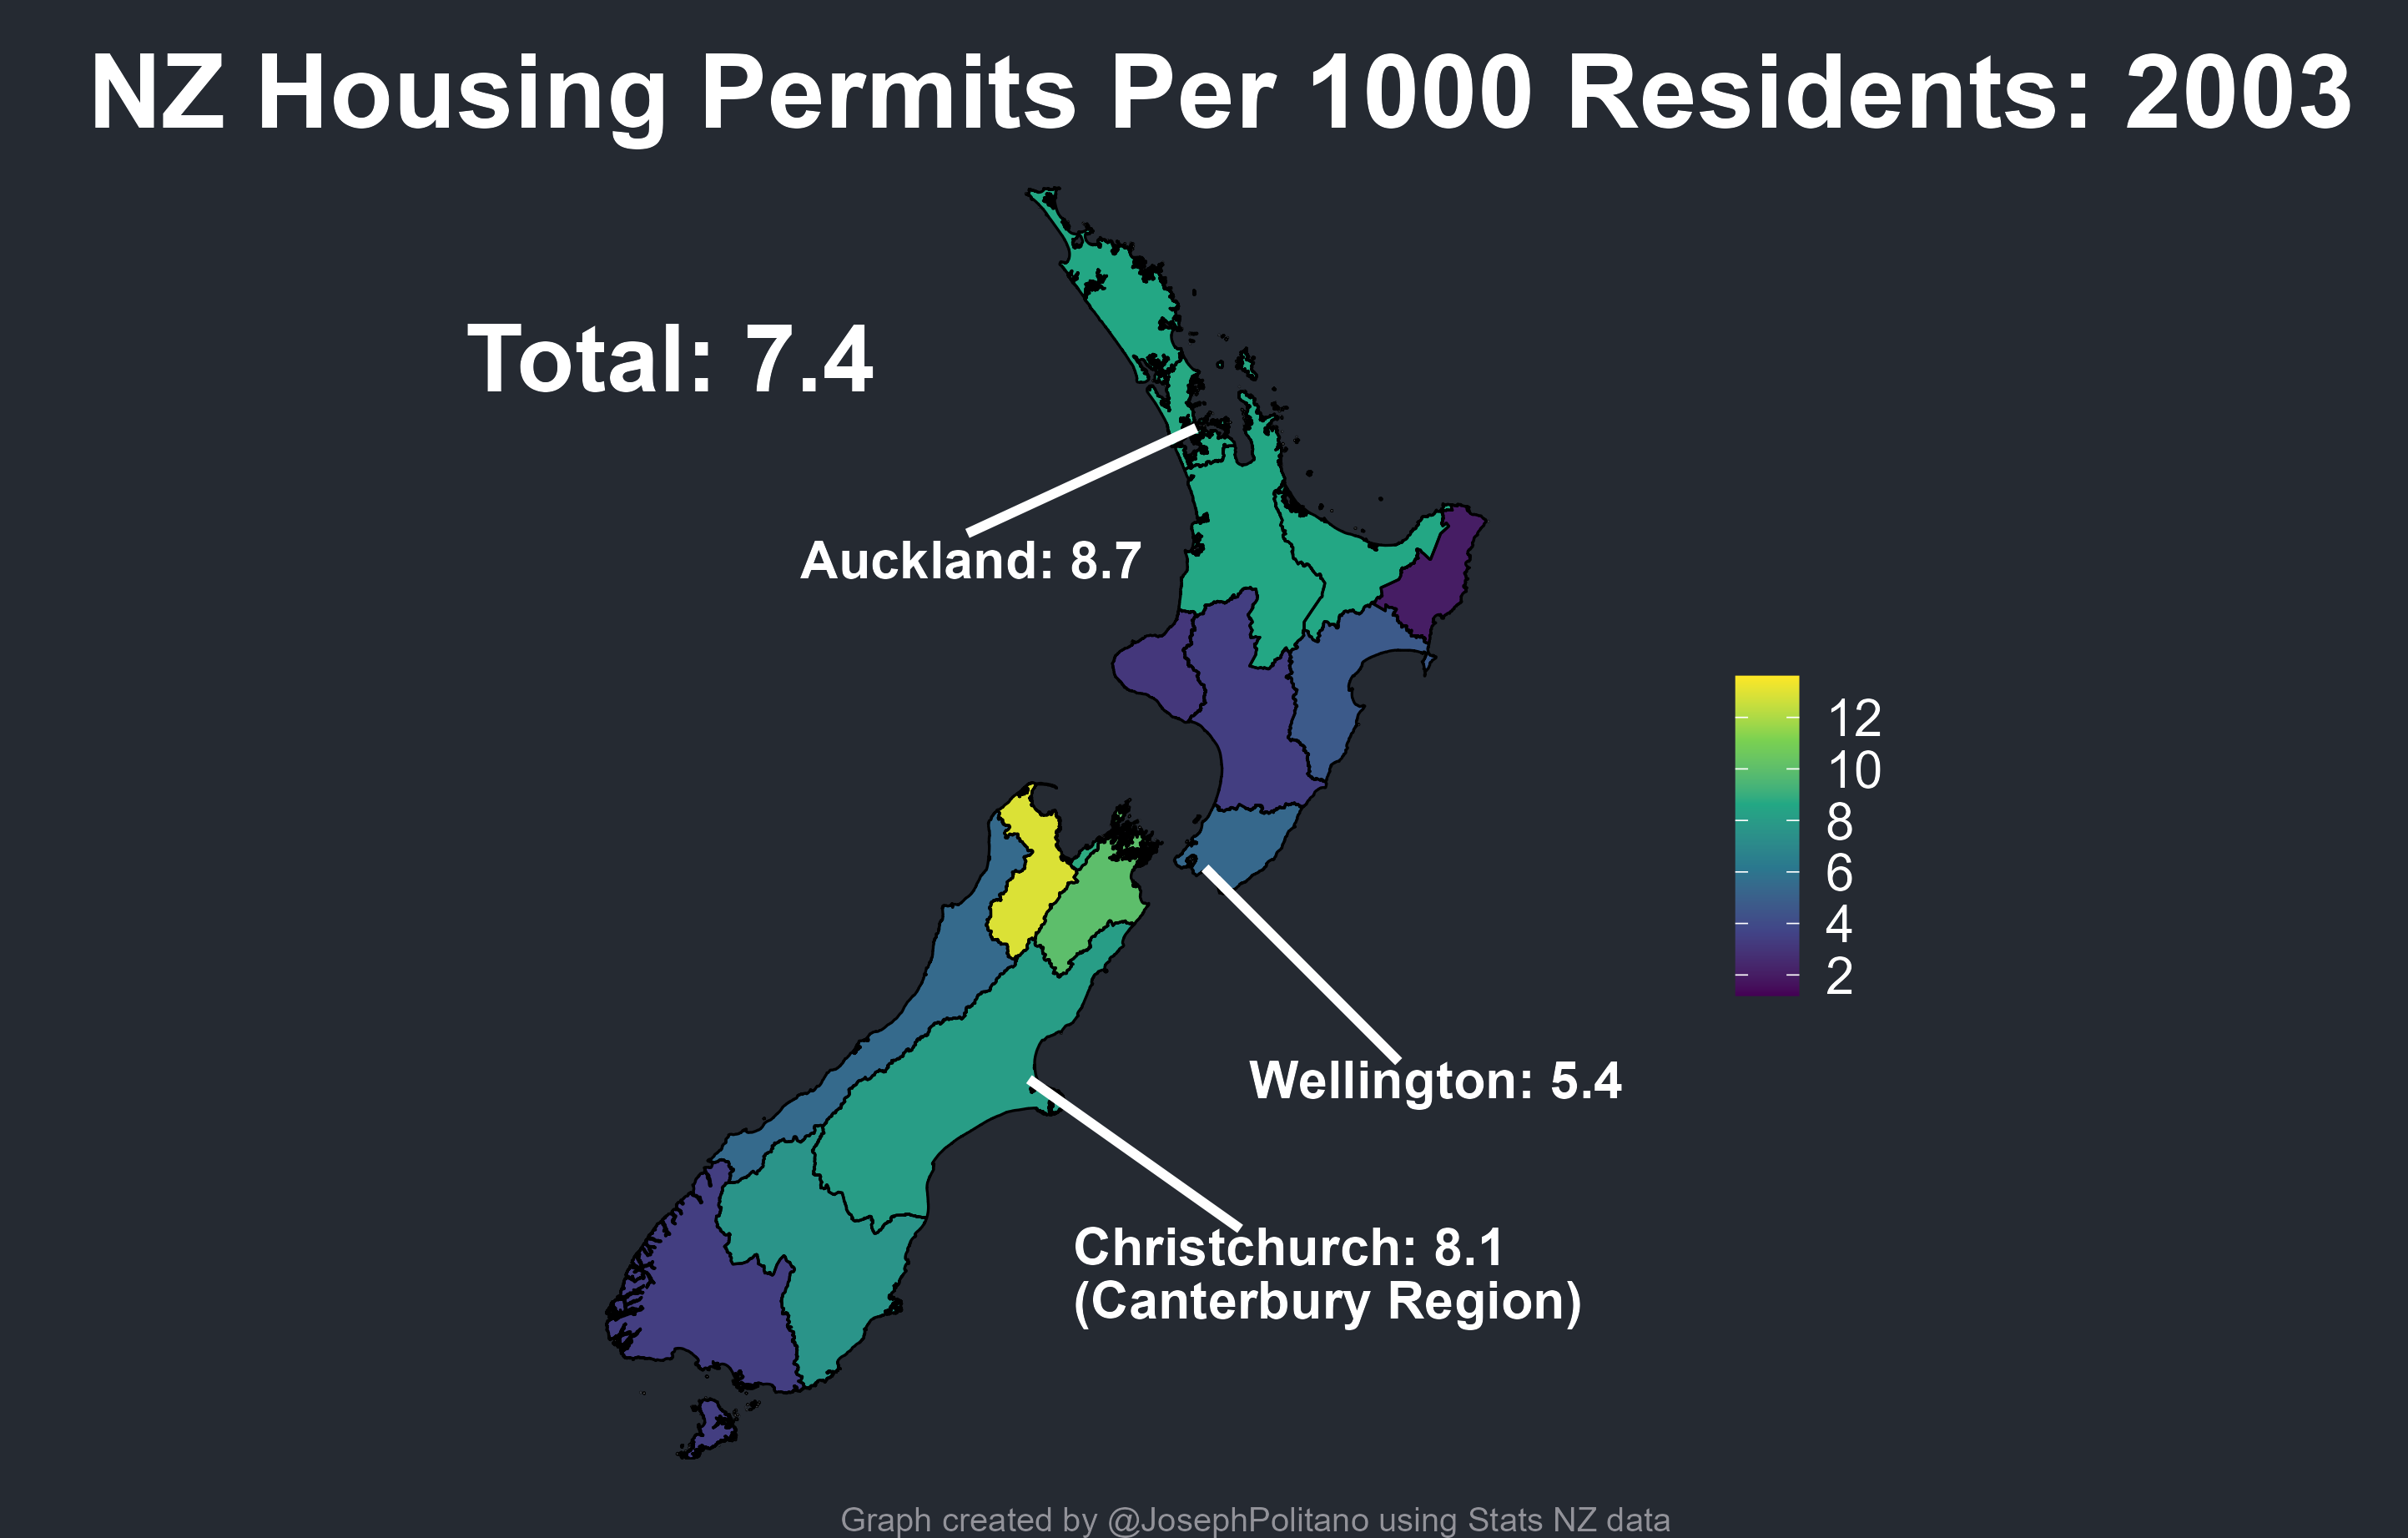 NZ Housing Permits Per 1000 Residents: 2003
Total: 7.4
Auckland: 8.7
12
10
8
6
4
2
Wellington: 5.4
Christchurch: 8.1
(Canterbury Region)
Graph created by @JosephPolitano using Stats NZ data